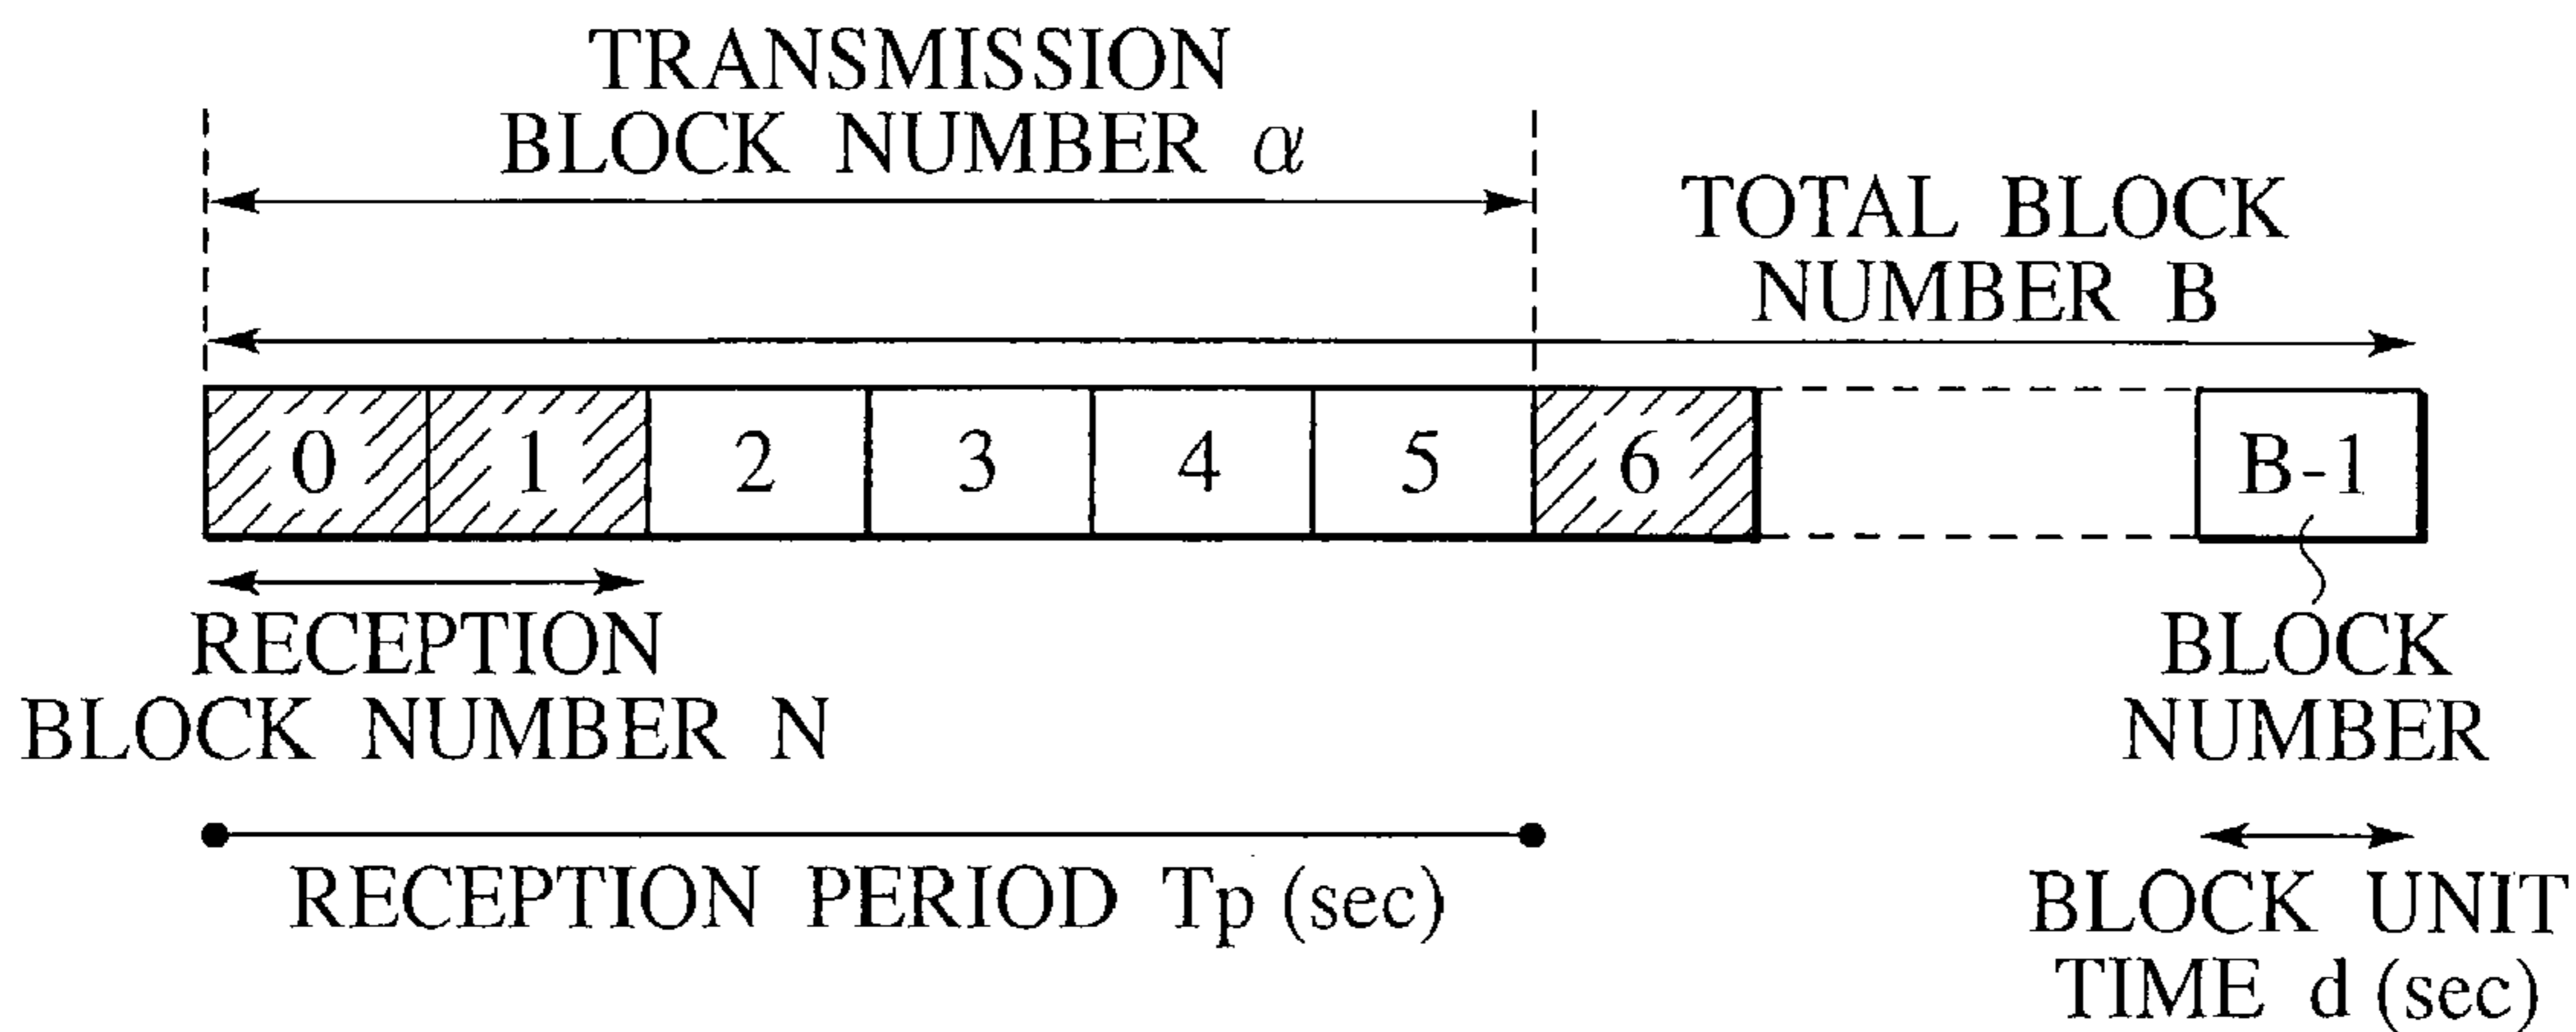 TRANSMISSION
BLOCK NUMBER α
TOTAL BLOCK
NUMBER B
0 1 2 3 4 5 6 B-1
RECEPTION
BLOCK NUMBER N
BLOCK
NUMBER
RECEPTION PERIOD Tp (sec)
BLOCK UNIT
TIME d (sec)